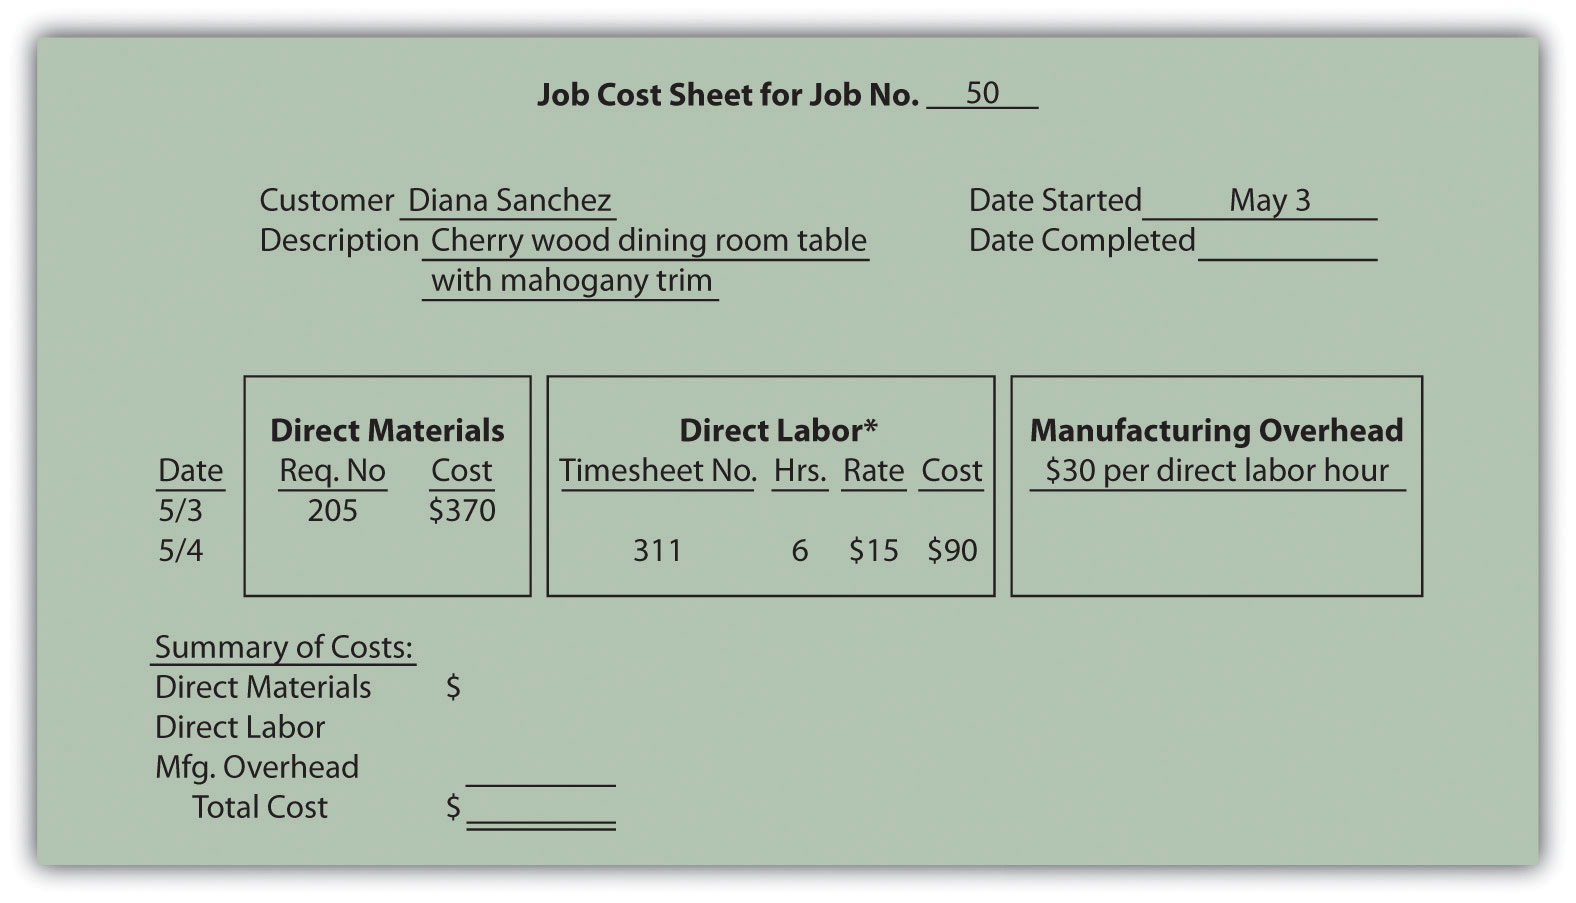 Job Cost Sheet for Job No. 50
Customer Diana Sanchez Date Started May 3
Description Cherry wood dining room table Date Completed
with mahogany trim
Direct Materials Direct Labor* Manufacturing Overhead
Date Req. No Cost Timesheet No. Hrs. Rate Cost $30 per direct labor hour
5/3 205 $370
5/4 311 6 $15 $90
Summary of Costs:
Direct Materials $
Direct Labor
Mfg. Overhead
Total Cost $